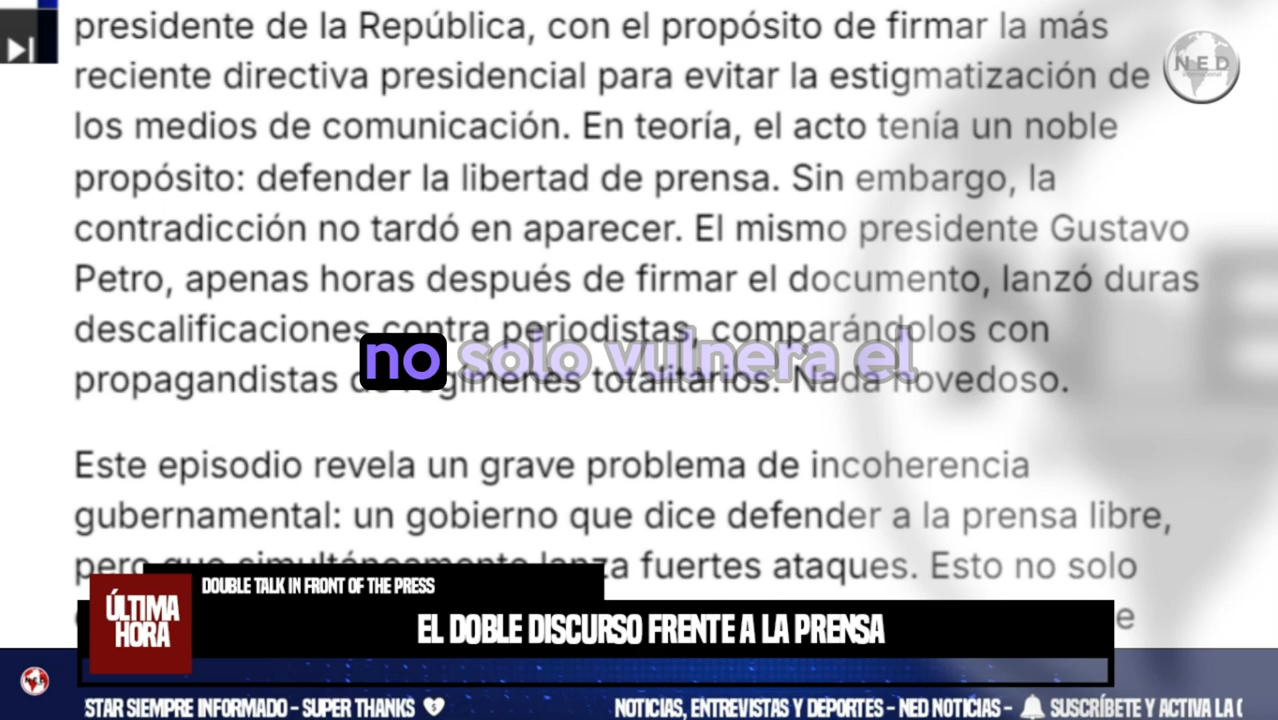 presidente de la República, con el propósito de firmar la más
reciente directiva presidencial para evitar la estigmatización de
los medios de comunicación. En teoría, el acto tenía un noble
propósito: defender la libertad de prensa. Sin embargo, la
contradicción no tardó en aparecer. El mismo presidente Gustavo
Petro, apenas horas después de firmar el documento, lanzó duras
descalificaciones contra periodistas, comparándolos con
no solo vulnera el
propagandistas regímenes totalitarios. Nada novedoso.
Este episodio revela un grave problema de incoherencia
gubernamental: un gobierno que dice defender a la prensa libre,
pero que simultáneamente lanza fuertes ataques. Esto no solo
NED
International
ÚLTIMA
HORA
DOUBLE TALK IN FRONT OF THE PRESS
EL DOBLE DISCURSO FRENTE A LA PRENSA
STAR SIEMPRE INFORMADO - SUPER THANKS NOTICIAS, ENTREVISTAS Y DEPORTES - NED NOTICIAS - SUSCRÍBETE Y ACTIVA LA